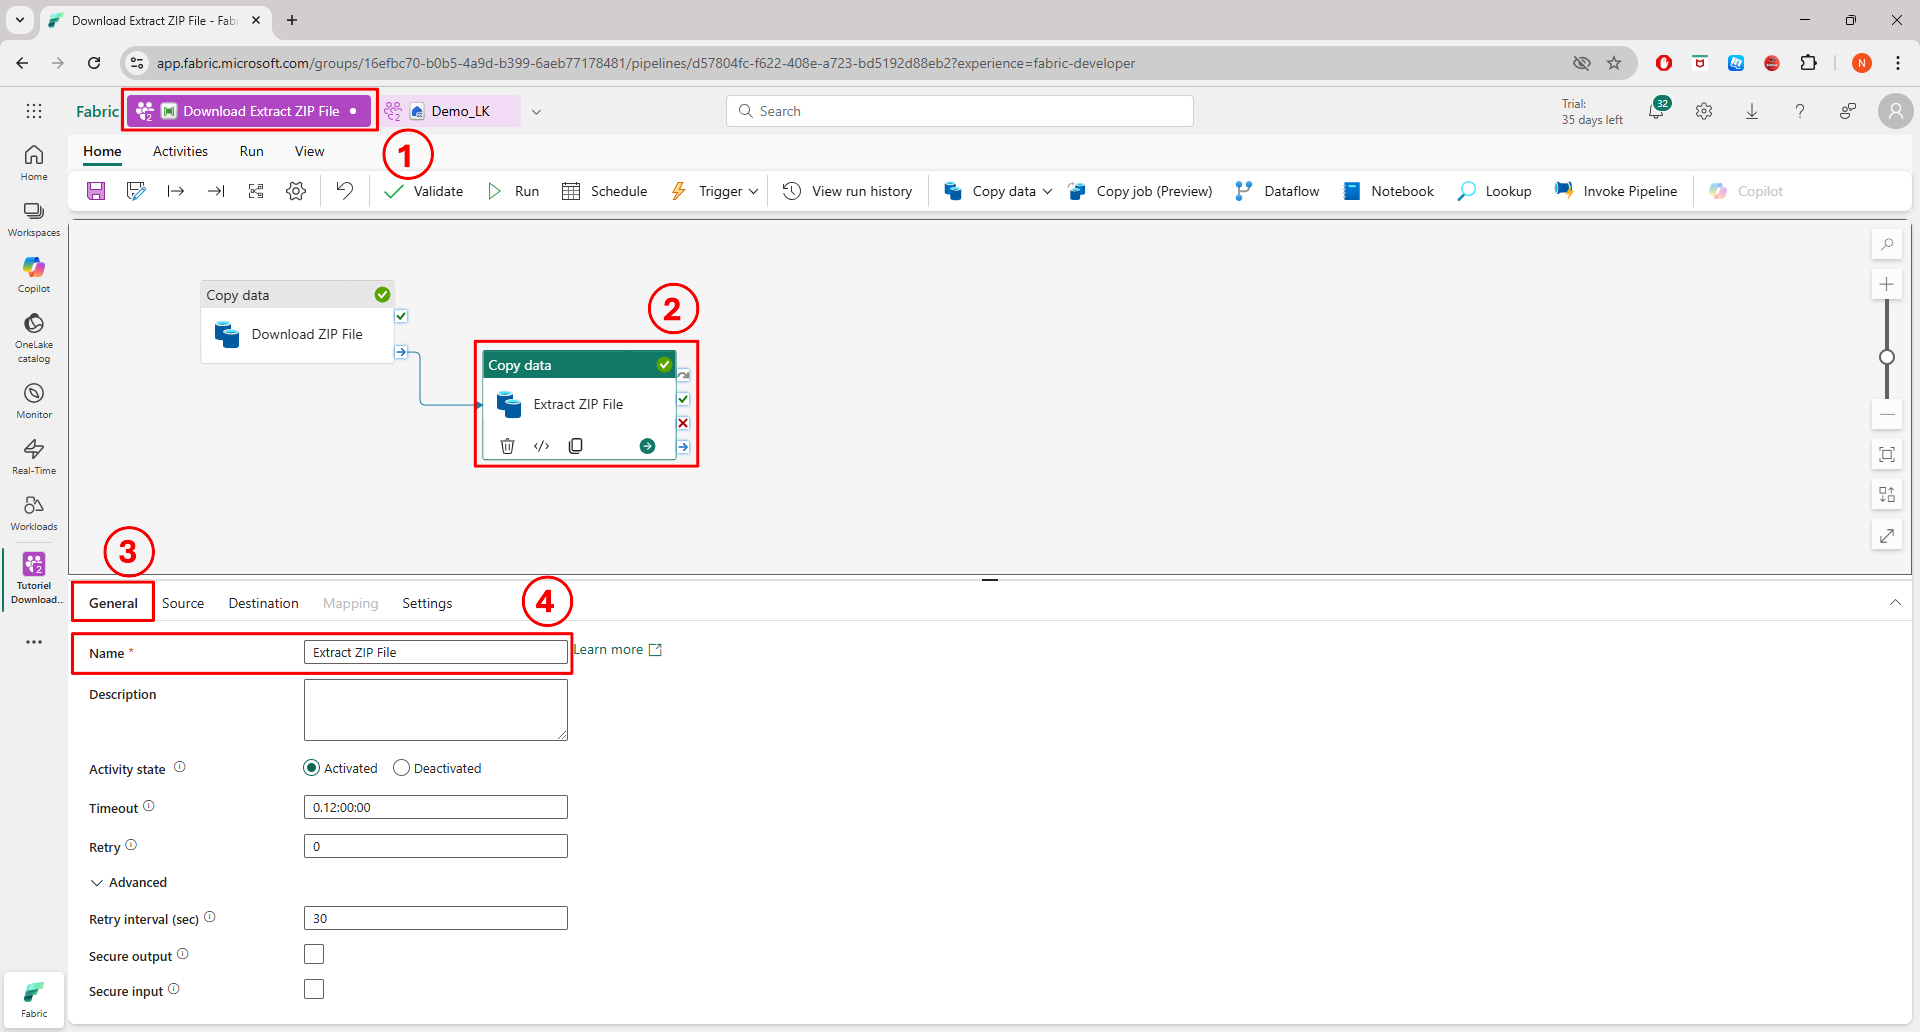 Download Extract ZIP File - Fab
app.fabric.microsoft.com/groups/16efbc70-b0b5-4a9d-b399-6aeb77178481/pipelines/d57804fc-f622-408e-a723-bd5192d88eb2?experience=fabric-developer
N
Fabric
2
Download Extract ZIP File
2
Demo_LK
Search
Trial:
35 days left
32
1
Home
Activities
Run
View
Validate
Run
Schedule
Trigger
View run history
Copy data
Copy job (Preview)
Dataflow
Notebook
Lookup
Invoke Pipeline
Copilot
Home
Workspaces
Copilot
OneLake
catalog
Monitor
Real-Time
Workloads
2
Tutoriel
Download...
Fabric
Copy data
Download ZIP File
2
Copy data
Extract ZIP File
3
4
General
Source
Destination
Mapping
Settings
Name *
Extract ZIP File
Learn more
Description
Activity state
Activated
Deactivated
Timeout
0.12:00:00
Retry
0
Advanced
Retry interval (sec)
30
Secure output
Secure input